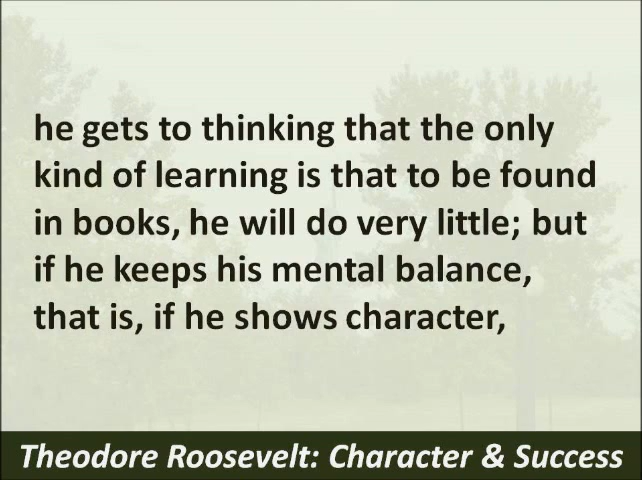 he gets to thinking that the only
kind of learning is that to be found
in books, he will do very little; but
if he keeps his mental balance,
that is, if he shows character,
Theodore Roosevelt: Character & Success